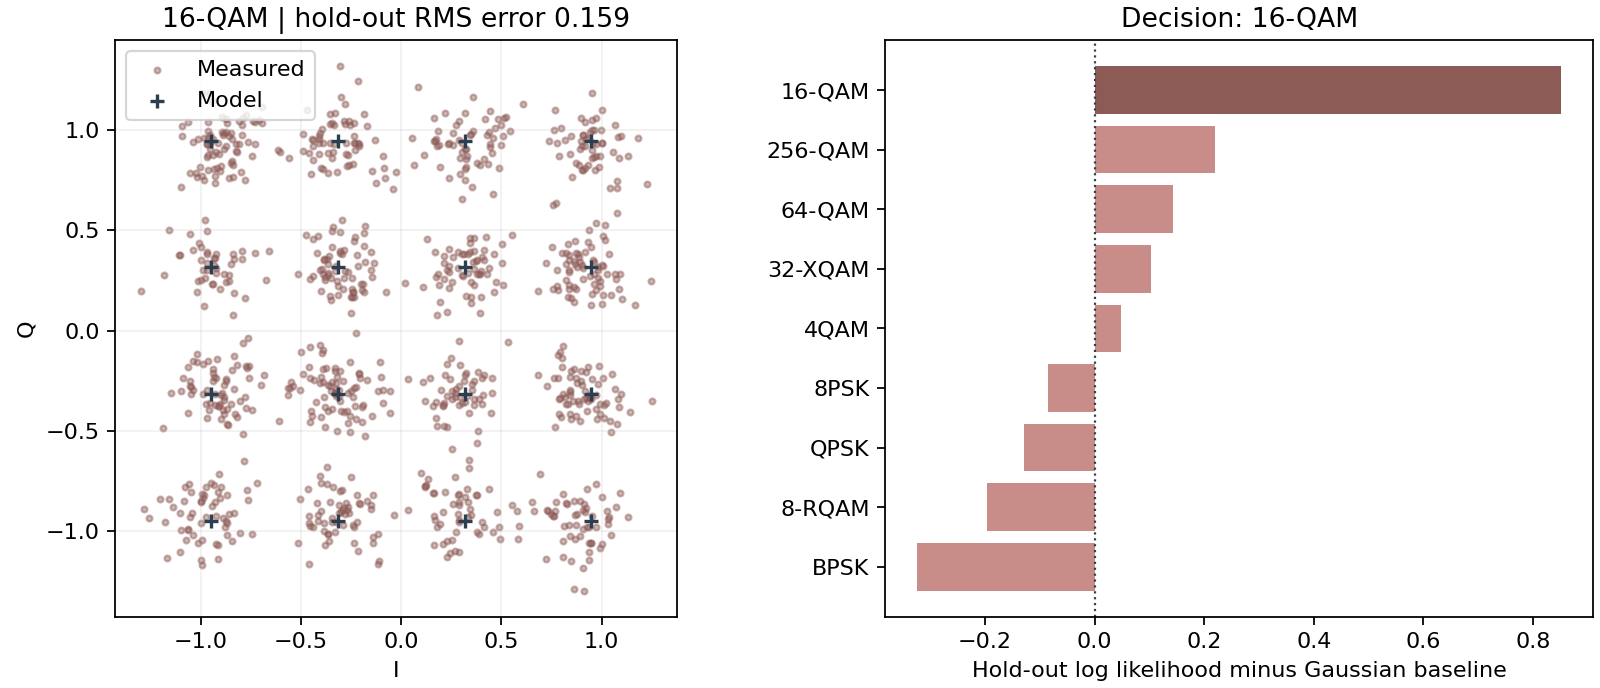 16-QAM | hold-out RMS error 0.159
Measured
Model
1.0
0.5
0.0
−0.5
−1.0
Q
−1.0
−0.5
0.0
0.5
1.0
I
Decision: 16-QAM
16-QAM
256-QAM
64-QAM
32-XQAM
4QAM
8PSK
QPSK
8-RQAM
BPSK
−0.2
0.0
0.2
0.4
0.6
0.8
Hold-out log likelihood minus Gaussian baseline